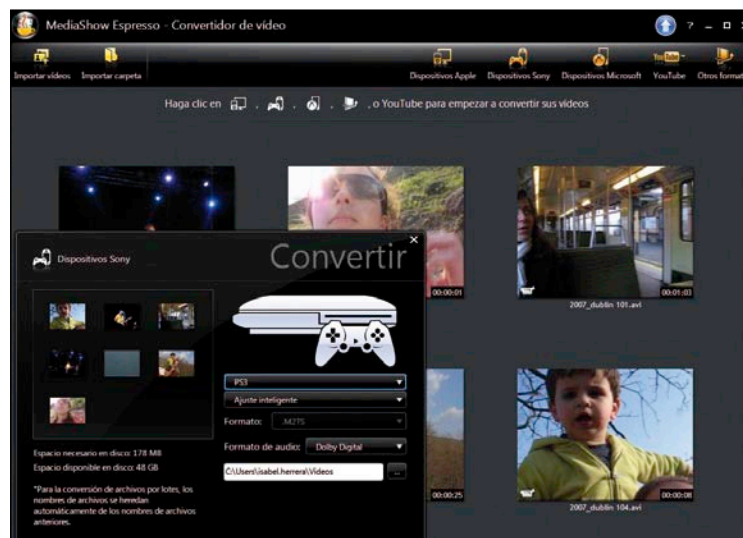 MediaShow Espresso - Convertidor de vídeo
?
Importar vídeos
Importar carpeta
Dispositivos Apple
Dispositivos Sony
Dispositivos Microsoft
YouTube
Otros format
Haga clic en , , , , o YouTube para empezar a convertir sus vídeos
00:00:01
00:01:03
2007_dublin 101.avi
Dispositivos Sony
Convertir
PS3
Ajuste inteligente
Formato: .M2TS
Formato de audio: Dolby Digital
C:\Users\isabel.herrera\Videos
...
Espacio necesario en disco: 178 MB
Espacio disponible en disco: 48 GB
*Para la conversión de archivos por lotes, los
nombres de archivos se heredan
automáticamente de los nombres de archivos
anteriores.
00:00:25
00:00:08
2007_dublin 104.avi